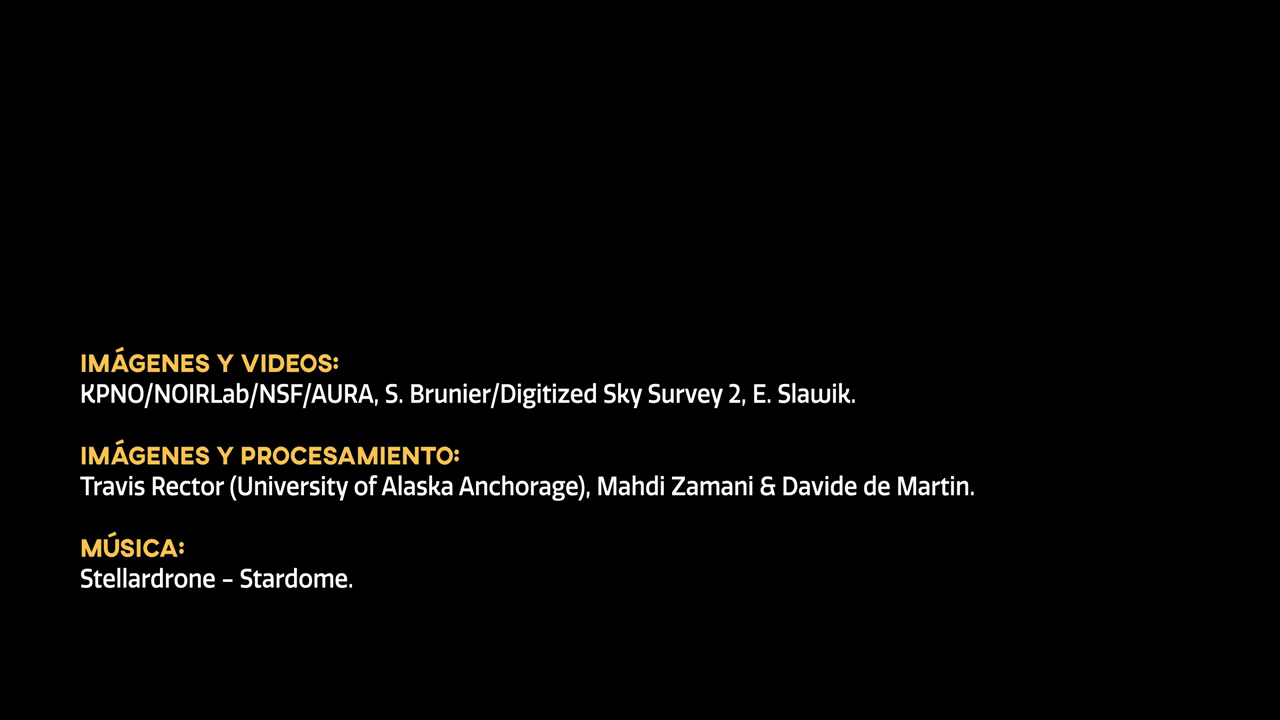 IMÁGENES Y VIDEOS:
KPNO/NOIRLab/NSF/AURA, S. Brunier/Digitized Sky Survey 2, E. Slawik.
IMÁGENES Y PROCESAMIENTO:
Travis Rector (University of Alaska Anchorage), Mahdi Zamani & Davide de Martin.
MÚSICA:
Stellardrone – Stardome.